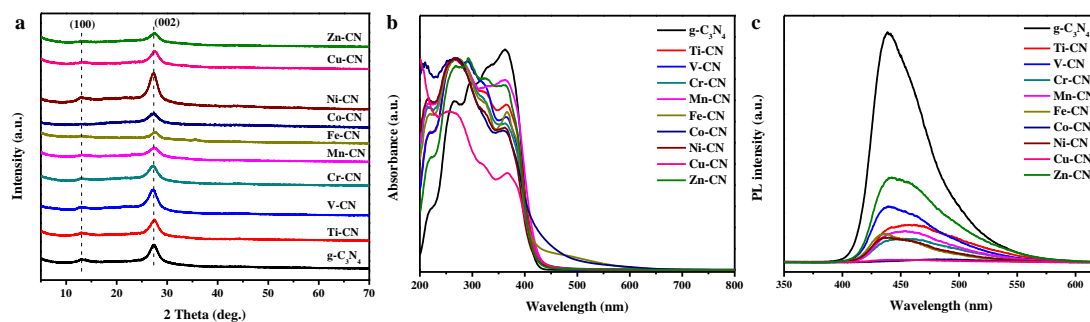 a
(100)
(002)
Zn-CN
Cu-CN
Ni-CN
Co-CN
Fe-CN
Mn-CN
Cr-CN
V-CN
Ti-CN
g-C₃N₄
Intensity (a.u.)
10 20 30 40 50 60 70
2 Theta (deg.)
b
g-C₃N₄
Ti-CN
V-CN
Cr-CN
Mn-CN
Fe-CN
Co-CN
Ni-CN
Cu-CN
Zn-CN
Absorbance (a.u.)
200 300 400 500 600 700 800
Wavelength (nm)
c
g-C₃N₄
Ti-CN
V-CN
Cr-CN
Mn-CN
Fe-CN
Co-CN
Ni-CN
Cu-CN
Zn-CN
PL intensity (a.u.)
350 400 450 500 550 600
Wavelength (nm)